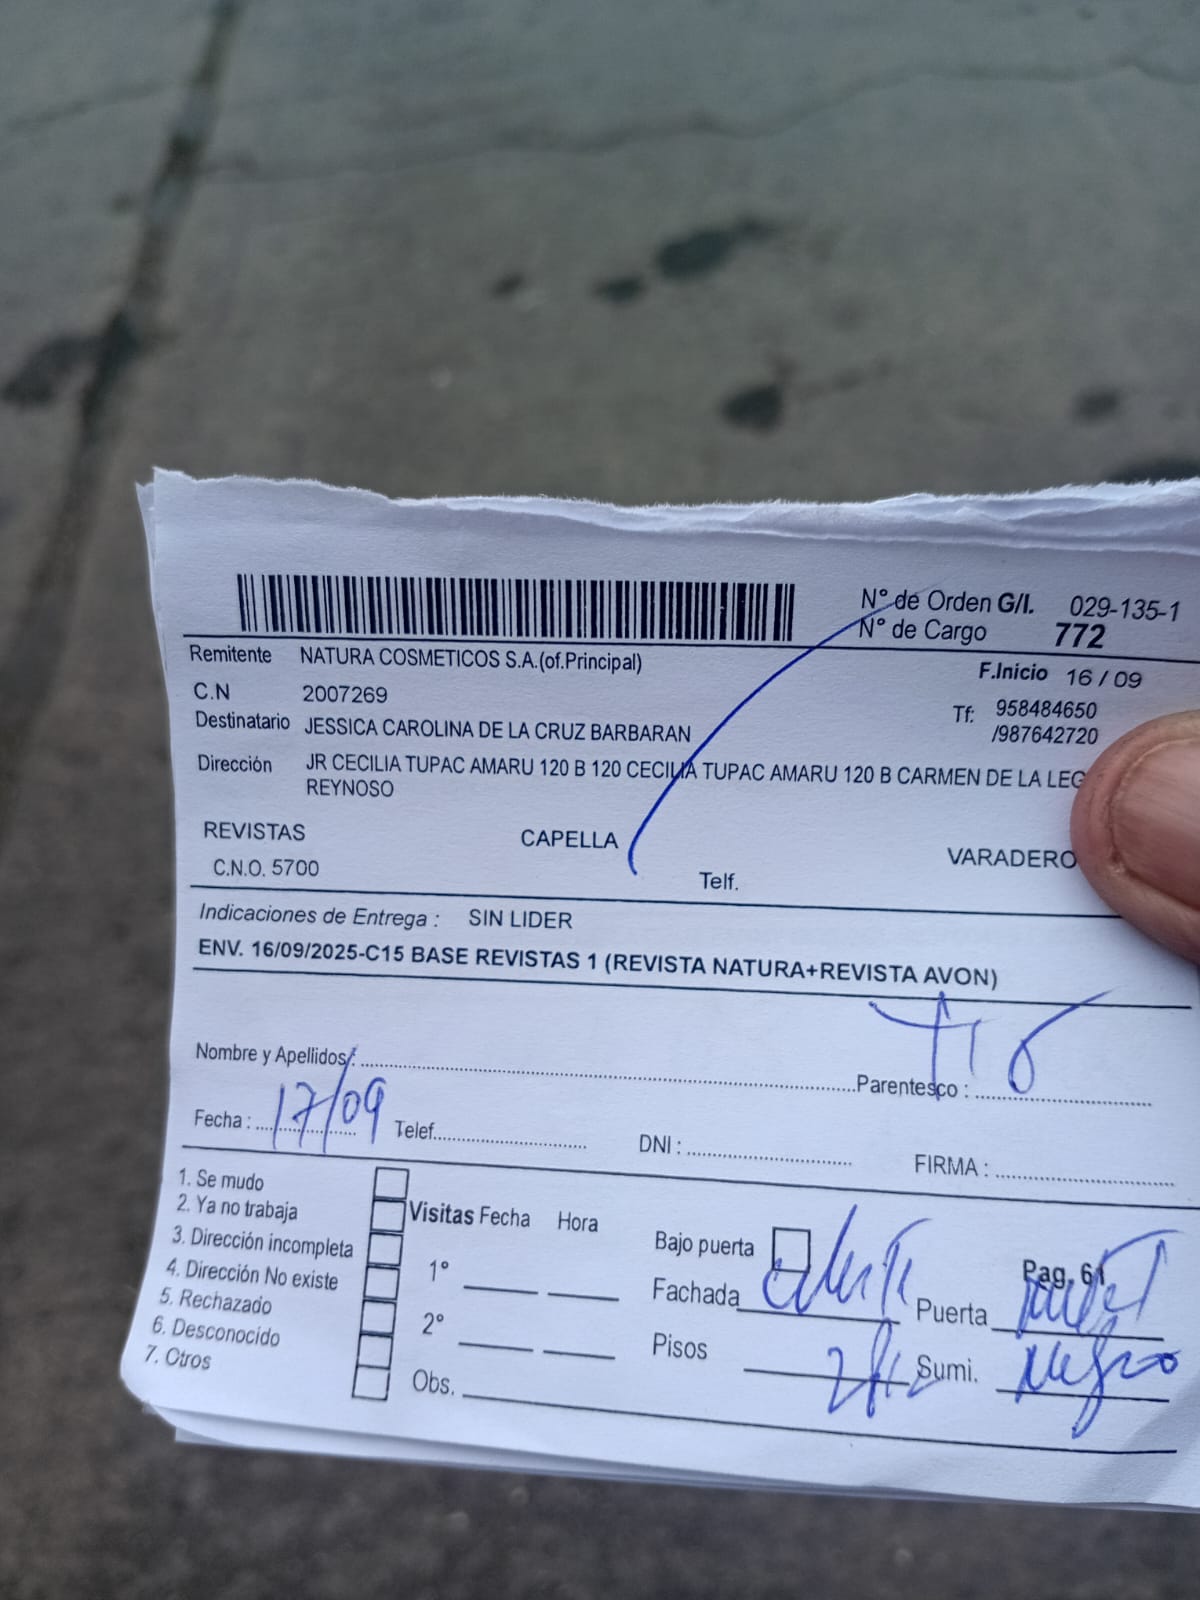 N° de Orden G/I. 029-135-1
N° de Cargo 772
Remitente NATURA COSMETICOS S.A.(of.Principal)
F.Inicio 16 / 09
C.N 2007269
Tf: 958484650
/987642720
Destinatario JESSICA CAROLINA DE LA CRUZ BARBARAN
Dirección JR CECILIA TUPAC AMARU 120 B 120 CECILIA TUPAC AMARU 120 B CARMEN DE LA LEG
REYNOSO
REVISTAS CAPELLA VARADERO
C.N.O. 5700 Telf.
Indicaciones de Entrega : SIN LIDER
ENV. 16/09/2025-C15 BASE REVISTAS 1 (REVISTA NATURA+REVISTA AVON)
Nombre y Apellidos: Parentesco : Tio
Fecha : 17/09 Telef. DNI : FIRMA :
1. Se mudo
2. Ya no trabaja
3. Dirección incompleta
4. Dirección No existe
5. Rechazado
6. Desconocido
7. Otros
Visitas Fecha Hora
1°
2°
Obs.
Bajo puerta Pag. 61
Fachada Puerta
Pisos Sumi. negro